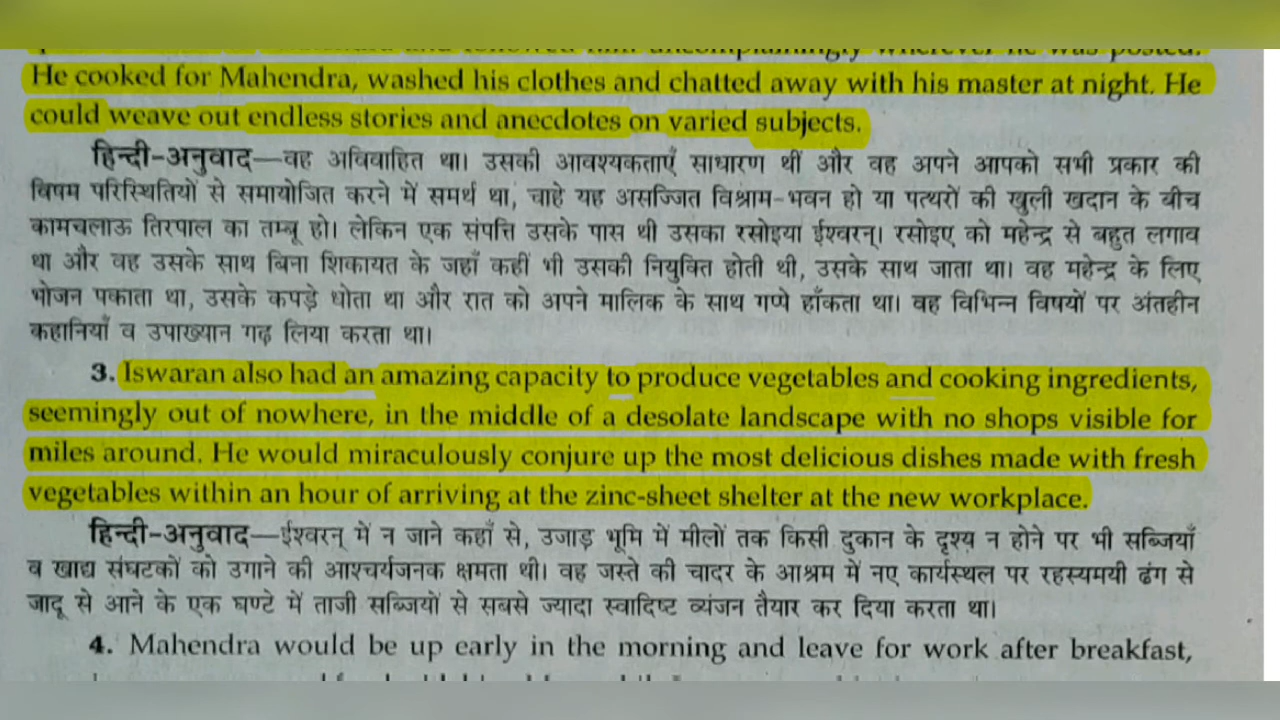 uncomplainingly wherever he was posted.
He cooked for Mahendra, washed his clothes and chatted away with his master at night. He
could weave out endless stories and anecdotes on varied subjects.
हिन्दी-अनुवाद—वह अविवाहित था। उसकी आवश्यकताएँ साधारण थीं और वह अपने आपको सभी प्रकार की
विषम परिस्थितियों से समायोजित करने में समर्थ था, चाहे यह असज्जित विश्राम-भवन हो या पत्थरों की खुली खदान के बीच
कामचलाऊ तिरपाल का तम्बू हो। लेकिन एक संपत्ति उसके पास थी उसका रसोइया ईश्वरन्। रसोइए को महेन्द्र से बहुत लगाव
था और वह उसके साथ बिना शिकायत के जहाँ कहीं भी उसकी नियुक्ति होती थी, उसके साथ जाता था। वह महेन्द्र के लिए
भोजन पकाता था, उसके कपड़े धोता था और रात को अपने मालिक के साथ गप्पे हाँकता था। वह विभिन्न विषयों पर अंतहीन
कहानियाँ व उपाख्यान गढ़ लिया करता था।
3. Iswaran also had an amazing capacity to produce vegetables and cooking ingredients,
seemingly out of nowhere, in the middle of a desolate landscape with no shops visible for
miles around. He would miraculously conjure up the most delicious dishes made with fresh
vegetables within an hour of arriving at the zinc-sheet shelter at the new workplace.
हिन्दी-अनुवाद—ईश्वरन् में न जाने कहाँ से, उजाड़ भूमि में मीलों तक किसी दुकान के दृश्य न होने पर भी सब्जियाँ
व खाद्य संघटकों को उगाने की आश्चर्यजनक क्षमता थी। वह जस्ते की चादर के आश्रम में नए कार्यस्थल पर रहस्यमयी ढंग से
जादू से आने के एक घण्टे में ताजी सब्जियों से सबसे ज्यादा स्वादिष्ट व्यंजन तैयार कर दिया करता था।
4. Mahendra would be up early in the morning and leave for work after breakfast,